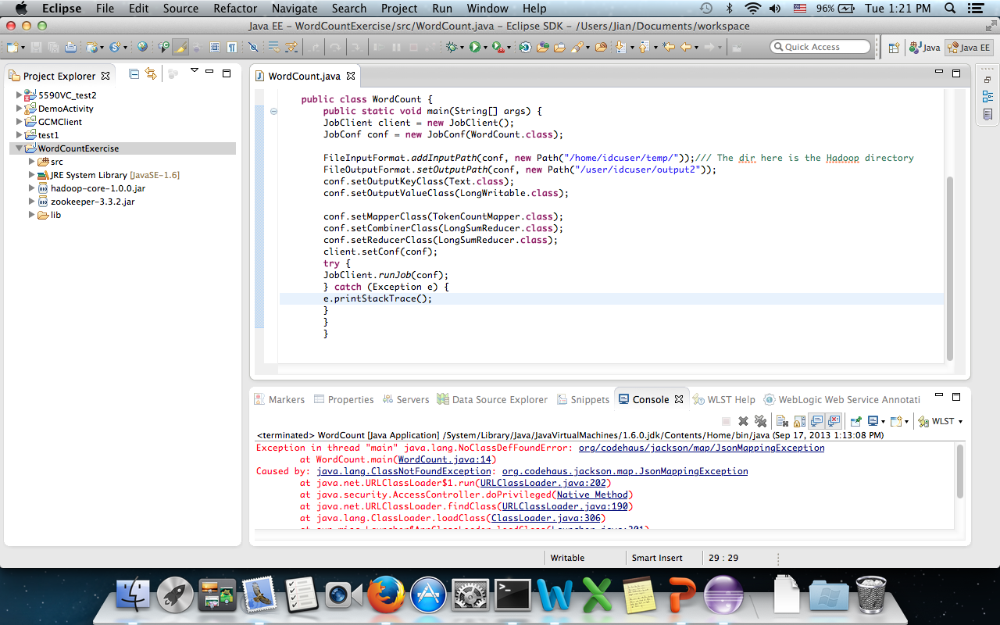 Eclipse File Edit Source Refactor Navigate Search Project Run Window Help 96% Tue 1:21 PM
Java EE – WordCountExercise/src/WordCount.java – Eclipse SDK – /Users/Jian/Documents/workspace
Quick Access Java Java EE
Project Explorer
5590VC_test2
DemoActivity
GCMClient
test1
WordCountExercise
src
JRE System Library [JavaSE-1.6]
hadoop-core-1.0.0.jar
zookeeper-3.3.2.jar
lib
WordCount.java
public class WordCount {
public static void main(String[] args) {
JobClient client = new JobClient();
JobConf conf = new JobConf(WordCount.class);
FileInputFormat.addInputPath(conf, new Path("/home/idcuser/temp/"));/// The dir here is the Hadoop directory
FileOutputFormat.setOutputPath(conf, new Path("/user/idcuser/output2"));
conf.setOutputKeyClass(Text.class);
conf.setOutputValueClass(LongWritable.class);
conf.setMapperClass(TokenCountMapper.class);
conf.setCombinerClass(LongSumReducer.class);
conf.setReducerClass(LongSumReducer.class);
client.setConf(conf);
try {
JobClient.runJob(conf);
} catch (Exception e) {
e.printStackTrace();
}
}
}
Markers Properties Servers Data Source Explorer Snippets Console WLST Help WebLogic Web Service Annotati
WLST
<terminated> WordCount [Java Application] /System/Library/Java/JavaVirtualMachines/1.6.0.jdk/Contents/Home/bin/java (Sep 17, 2013 1:13:08 PM)
Exception in thread "main" java.lang.NoClassDefFoundError: org/codehaus/jackson/map/JsonMappingException
at WordCount.main(WordCount.java:14)
Caused by: java.lang.ClassNotFoundException: org.codehaus.jackson.map.JsonMappingException
at java.net.URLClassLoader$1.run(URLClassLoader.java:202)
at java.security.AccessController.doPrivileged(Native Method)
at java.net.URLClassLoader.findClass(URLClassLoader.java:190)
at java.lang.ClassLoader.loadClass(ClassLoader.java:306)
at sun.misc.Launcher$AppClassLoader.loadClass(Launcher.java:301)
Writable Smart Insert 29 : 29